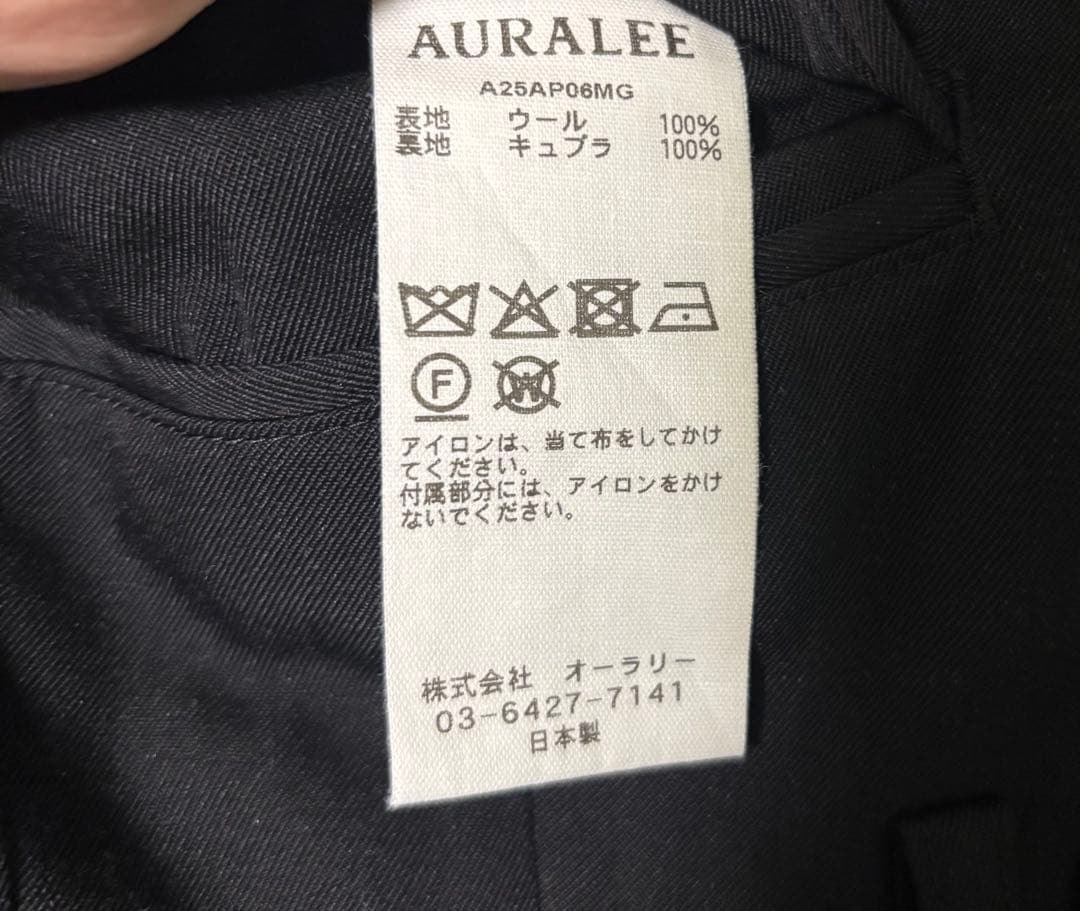 AURALEE
A25AP06MG
表地 ウール 100%
裏地 キュプラ 100%
F W
アイロンは、当て布をしてかけ
てください。
付属部分には、アイロンをかけ
ないでください。
株式会社 オーラリー
03-6427-7141
日本製